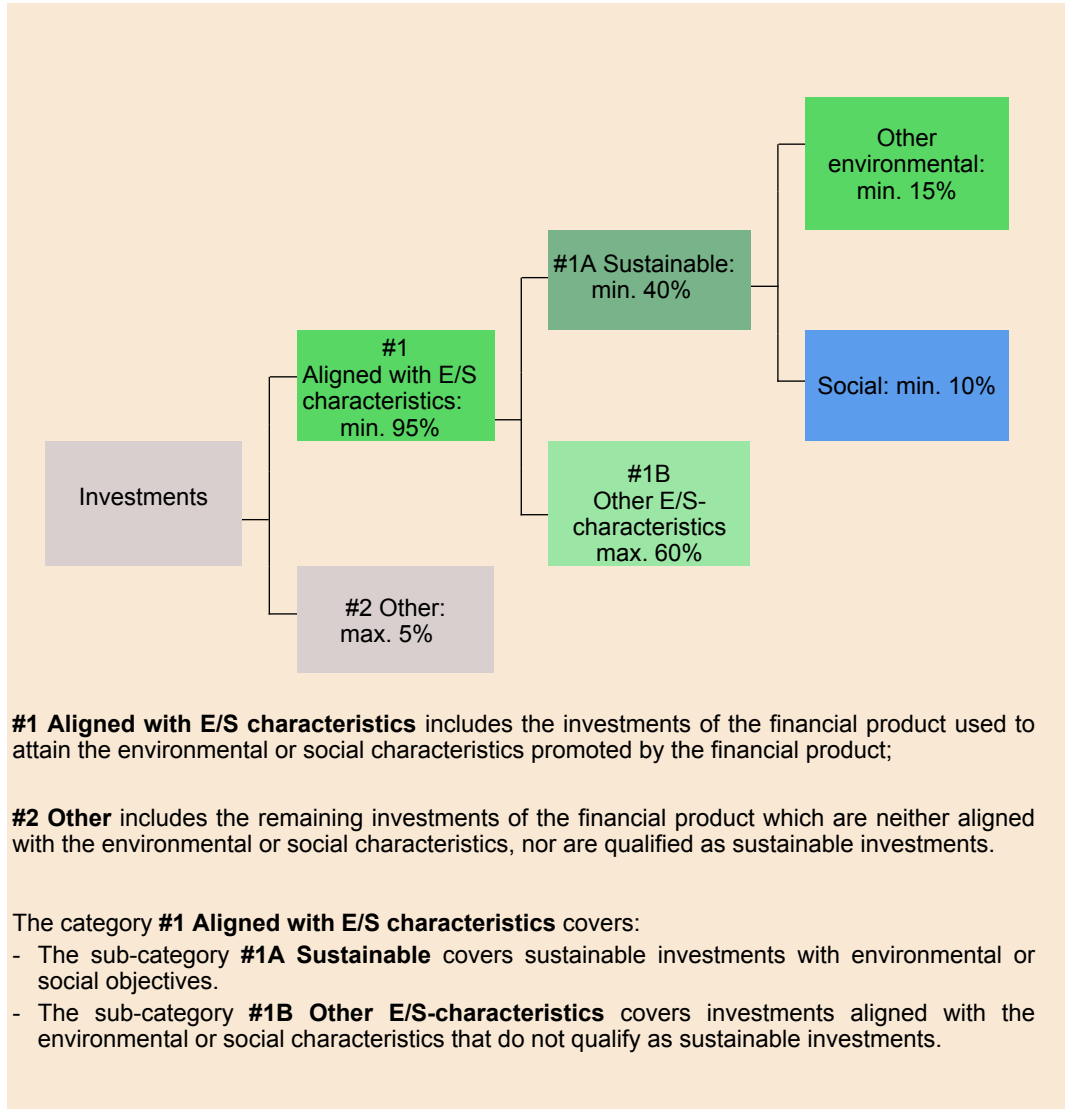 Other
environmental:
min. 15%
#1A Sustainable:
min. 40%
#1
Aligned with E/S
characteristics:
min. 95%
Social: min. 10%
#1B
Other E/S-
characteristics
max. 60%
Investments
#2 Other:
max. 5%
#1 Aligned with E/S characteristics includes the investments of the financial product used to
attain the environmental or social characteristics promoted by the financial product;
#2 Other includes the remaining investments of the financial product which are neither aligned
with the environmental or social characteristics, nor are qualified as sustainable investments.
The category #1 Aligned with E/S characteristics covers:
- The sub-category #1A Sustainable covers sustainable investments with environmental or
social objectives.
- The sub-category #1B Other E/S-characteristics covers investments aligned with the
environmental or social characteristics that do not qualify as sustainable investments.